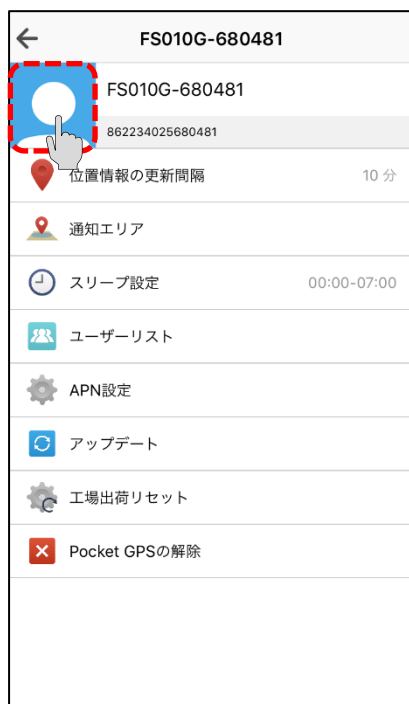 FS010G-680481
FS010G-680481
862234025680481
位置情報の更新間隔 10 分
通知エリア
スリープ設定 00:00-07:00
ユーザーリスト
APN設定
アップデート
工場出荷リセット
Pocket GPSの解除